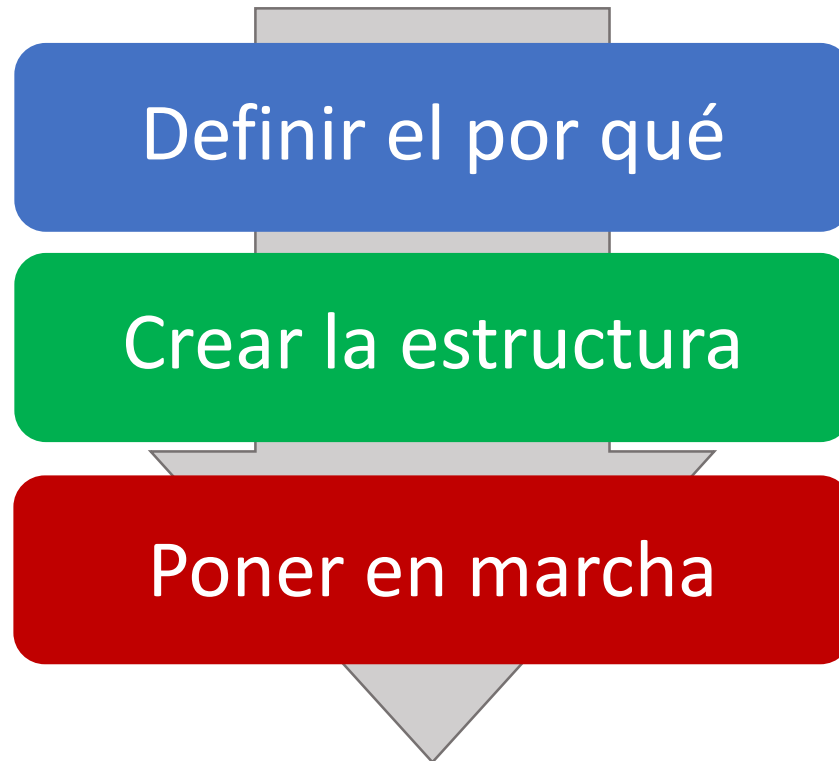 Definir el por qué
Crear la estructura
Poner en marcha